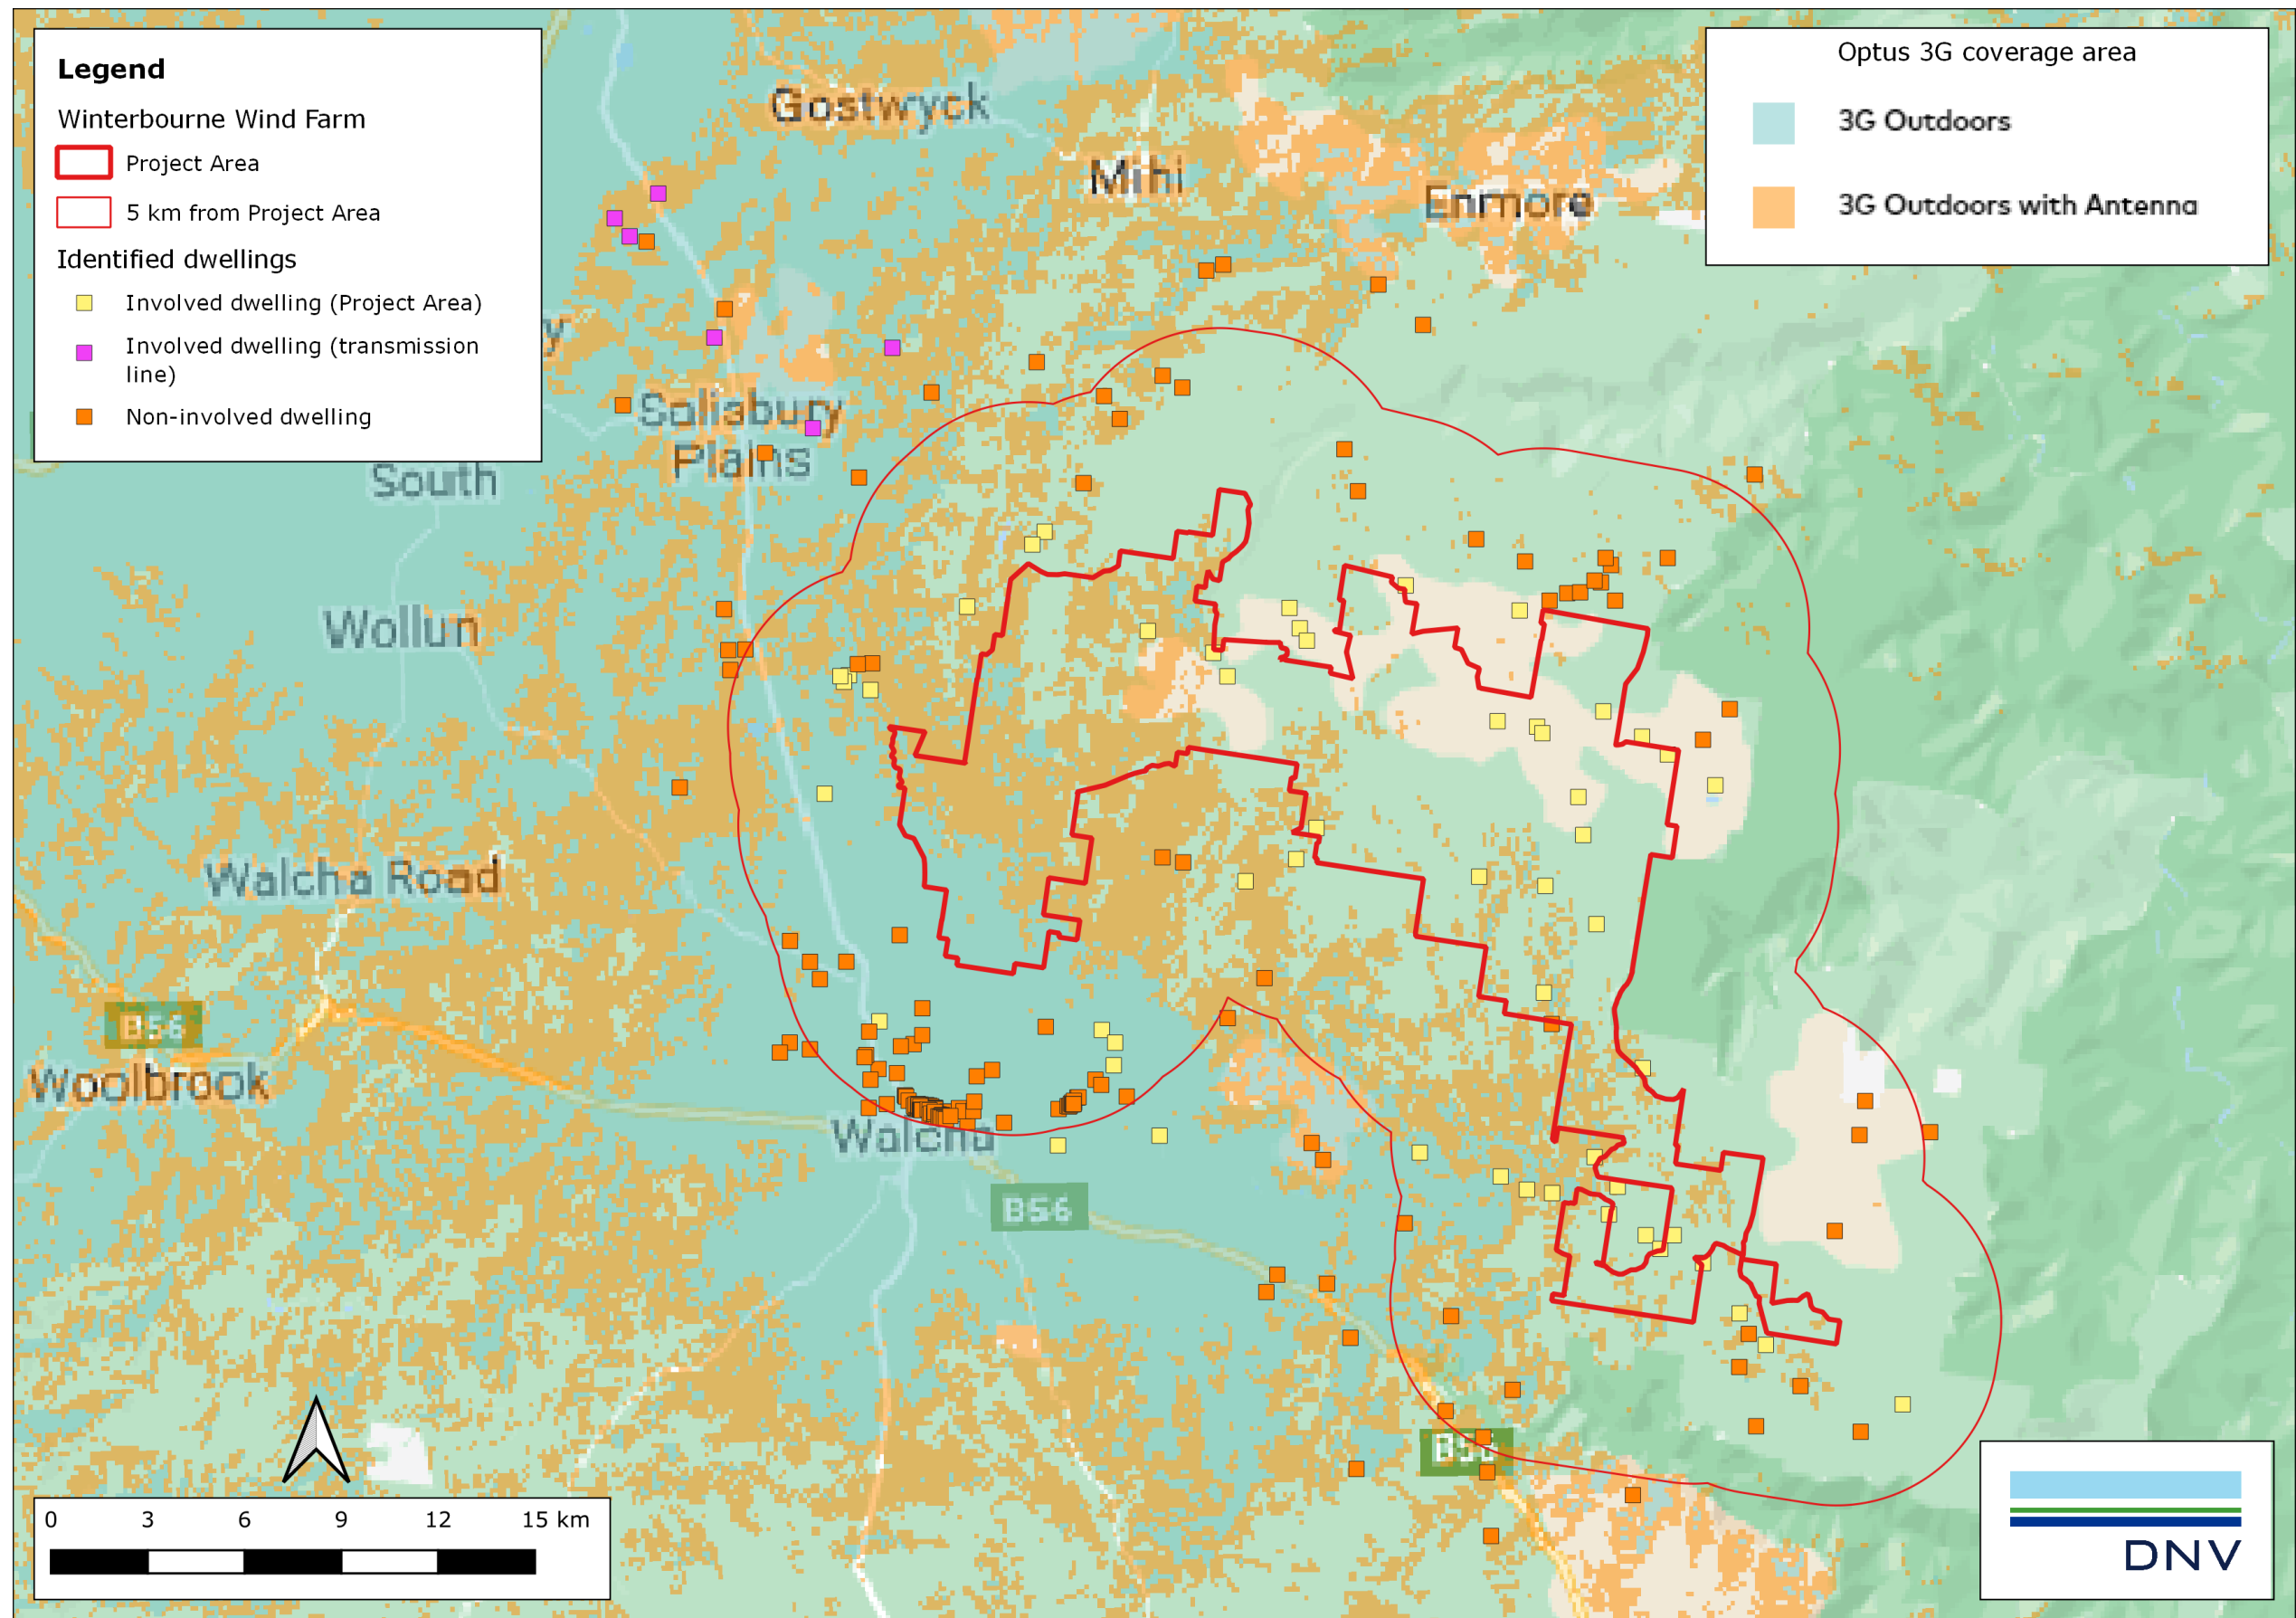 Legend
Winterbourne Wind Farm
Project Area
5 km from Project Area
Identified dwellings
Involved dwelling (Project Area)
Involved dwelling (transmission
line)
Non-involved dwelling
Optus 3G coverage area
3G Outdoors
3G Outdoors with Antenna
Gostwyck
Mihi
Enmore
y
Salisbury
Plains
South
Wollun
Walcha Road
B56
Woolbrook
Walcha
B56
B56
0 3 6 9 12 15 km
DNV